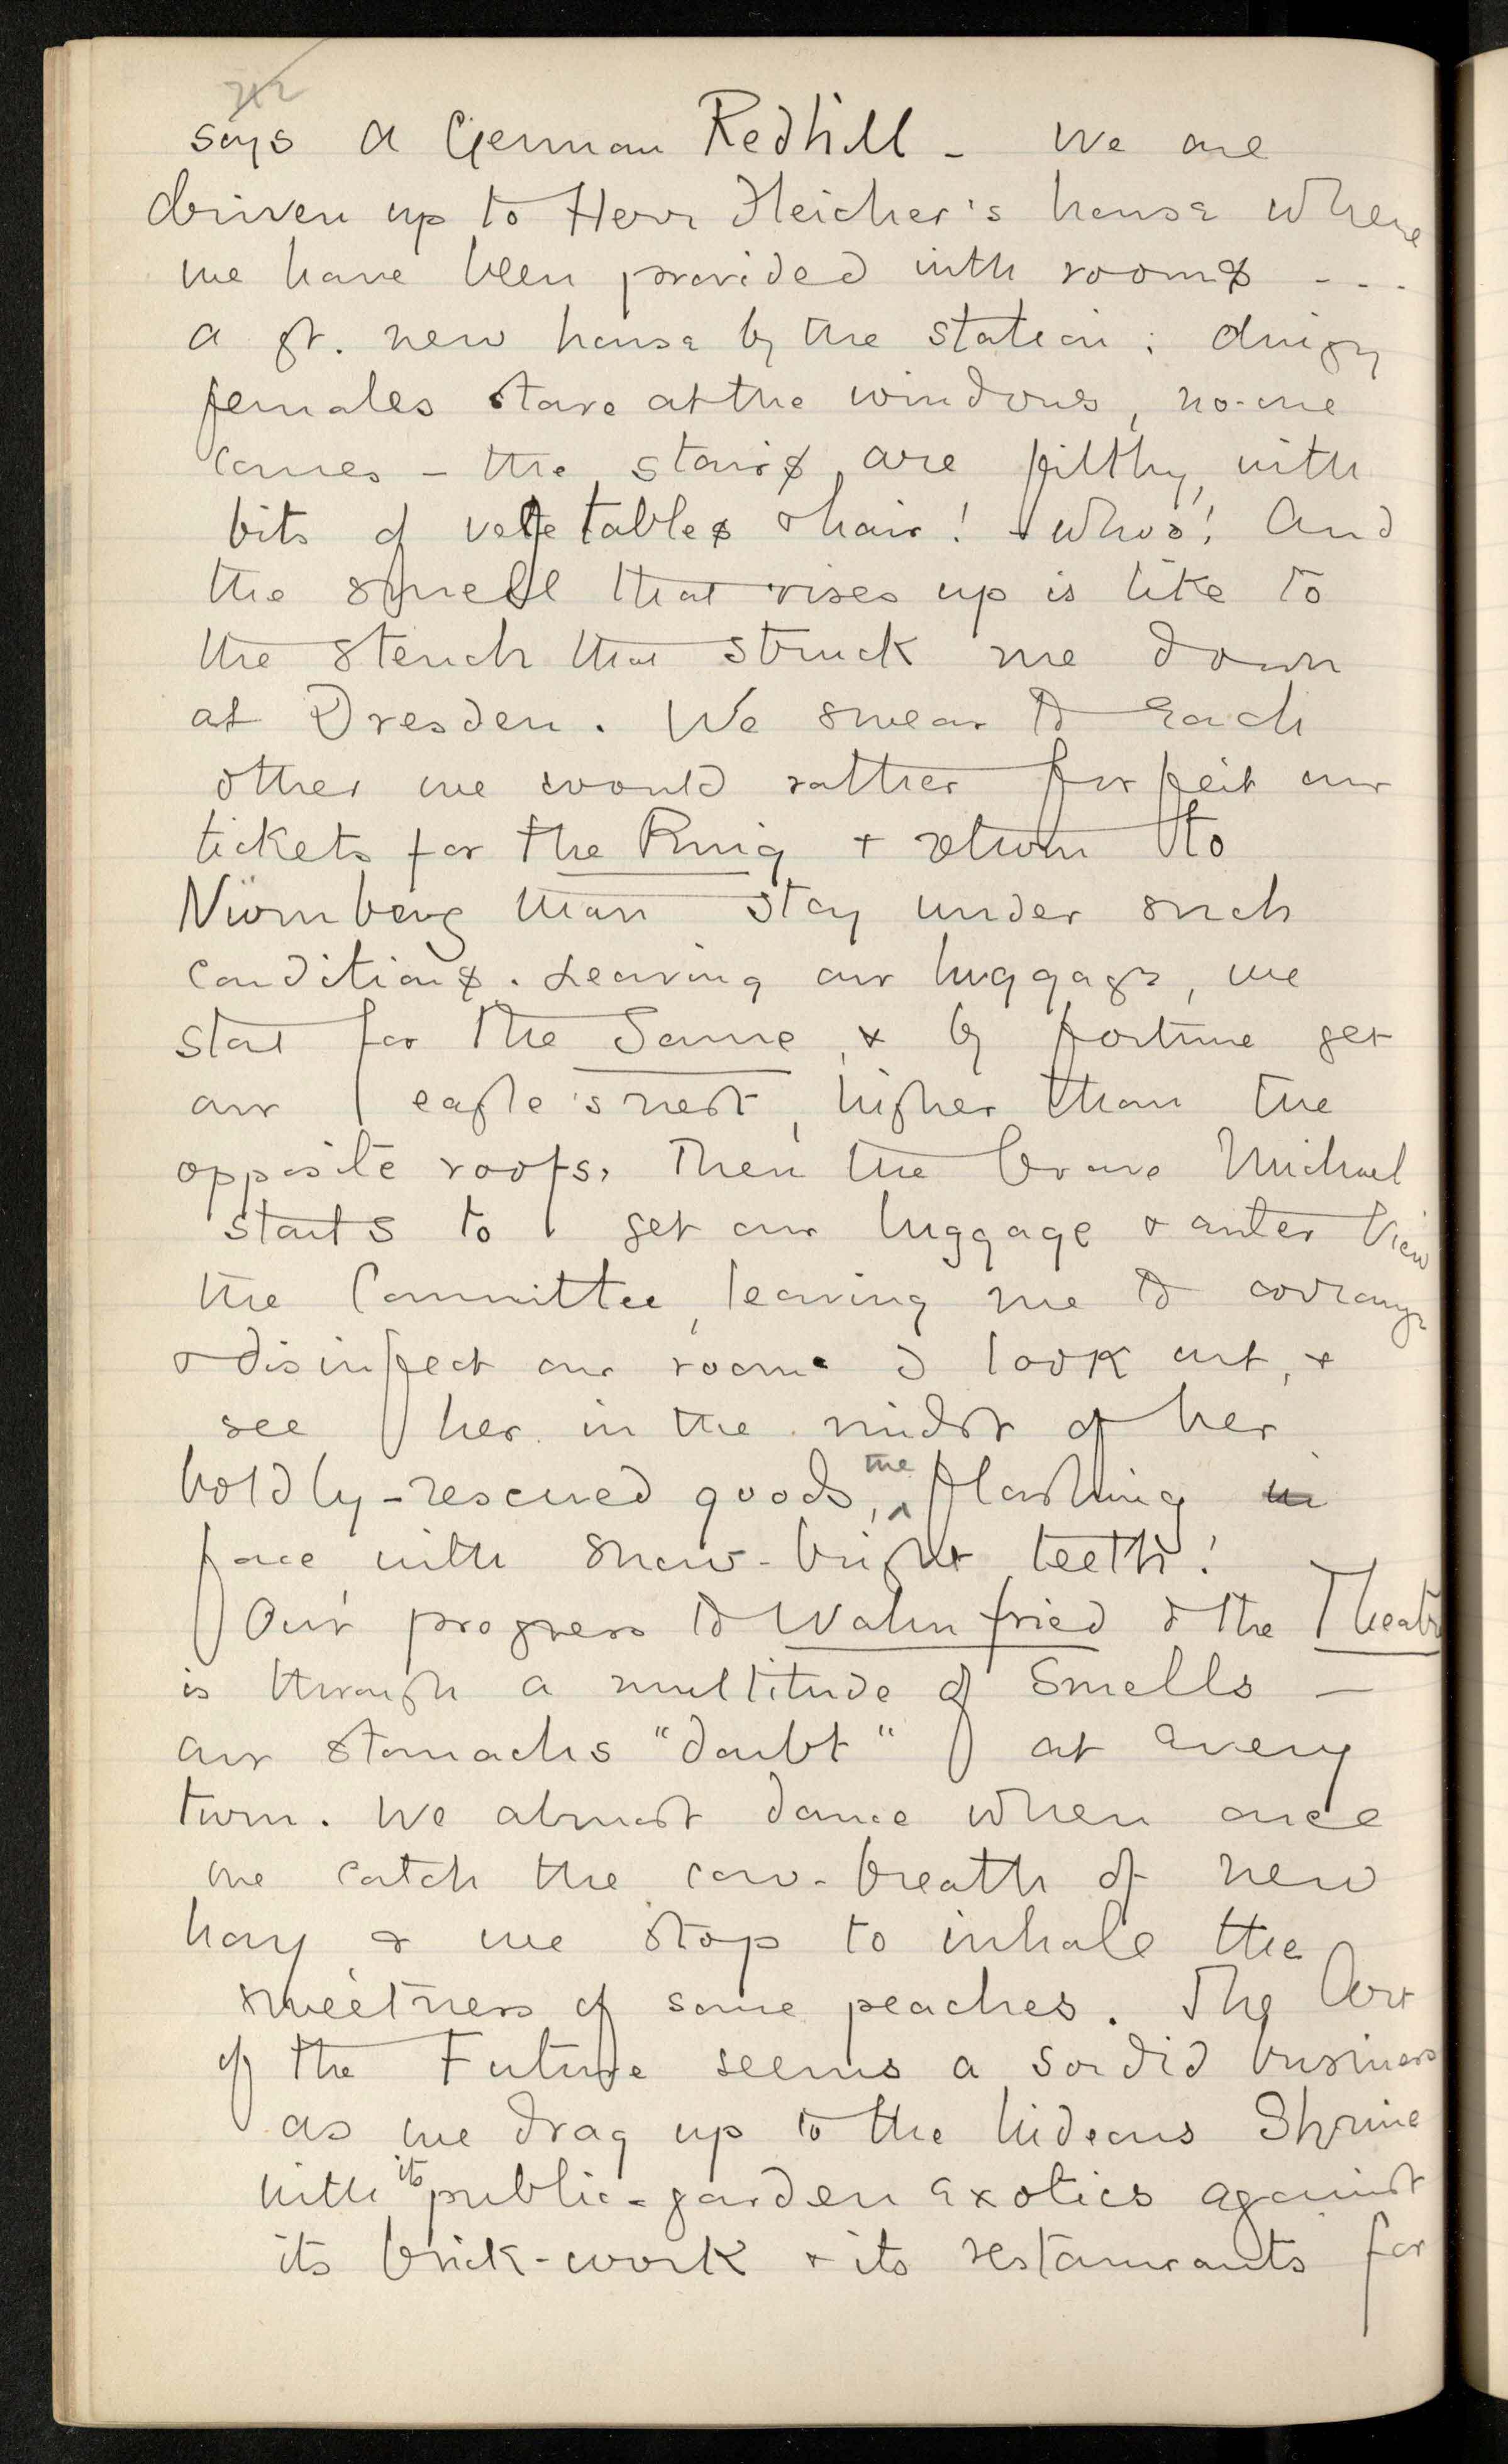 says a German Redhill – We are
driven up to Herr Fleicher's house where
we have been provided with rooms ...
a gt. new house by the station; dingy
females stare at the windows, no-one
comes – the stairs are filthy, with
bits of vegetables & hair! & whos'! And
the smell that rises up is like to
the stench that struck me down
at Dresden. We swear to each
other we would rather forfeit our
tickets for the Ring & return to
Nürnberg than stay under such
conditions. Leaving our luggage, we
start for the Sonne, & by fortune get
our eagle's nest, higher than the
opposite roofs. Then the brave Michael
starts to get our luggage & enter view
the Committee, leaving me to arrange
& disinfect our room. I look out, &
see her in the midst of her
boldly-rescued goods, the flashing in
face with snow-bright teeth!
Our progress to Wahnfried & the Theatre
is through a multitude of Smells –
our stomachs "doubt" at every
turn. We almost dance when once
we catch the cow-breath of new
hay & we stop to inhale the
sweetness of some peaches. The Art
of the Future seems a sordid business
as we drag up to the hideous Shrine
with its public-garden exotics against
its brick-work & its restaurants for